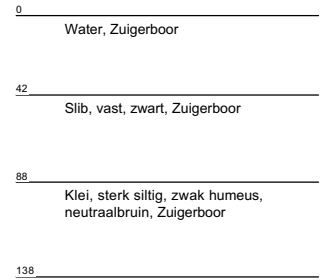 0
Water, Zuigerboor
42
Slib, vast, zwart, Zuigerboor
88
Klei, sterk siltig, zwak humeus,
neutraalbruin, Zuigerboor
138